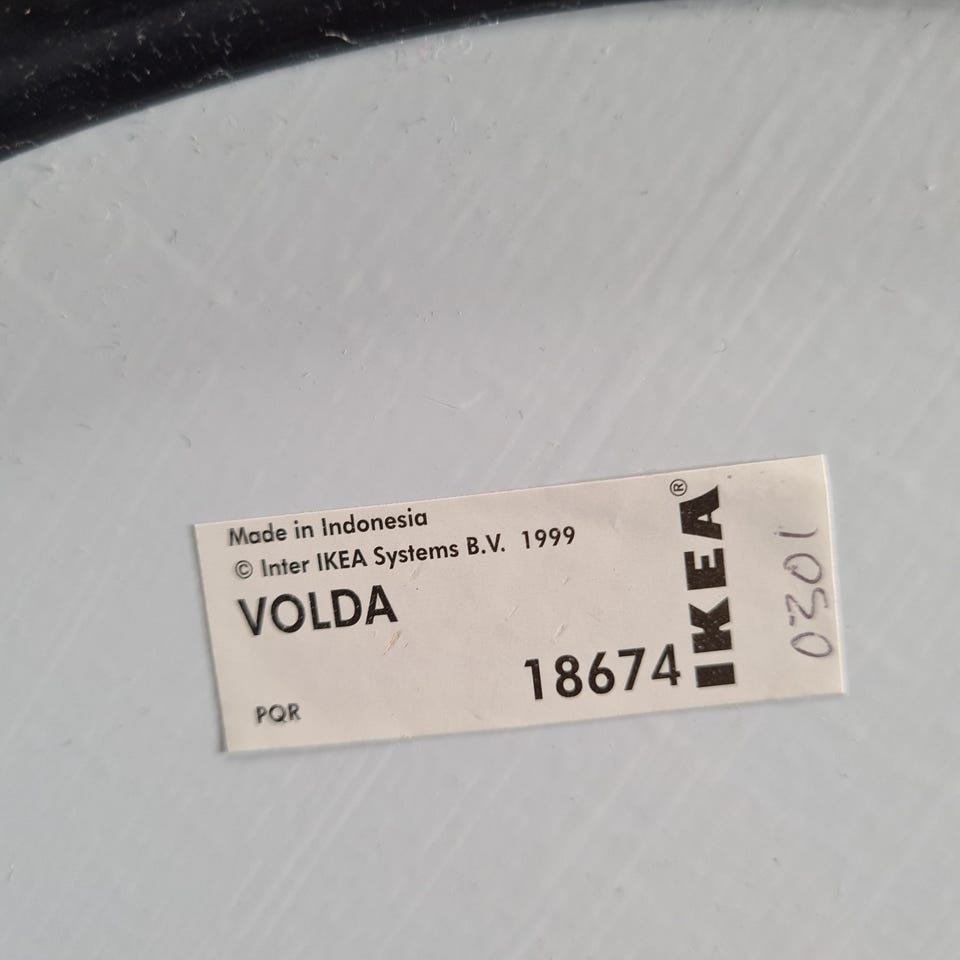 Made in Indonesia
© Inter IKEA Systems B.V. 1999
VOLDA
18674
PQR
IKEA®
0301